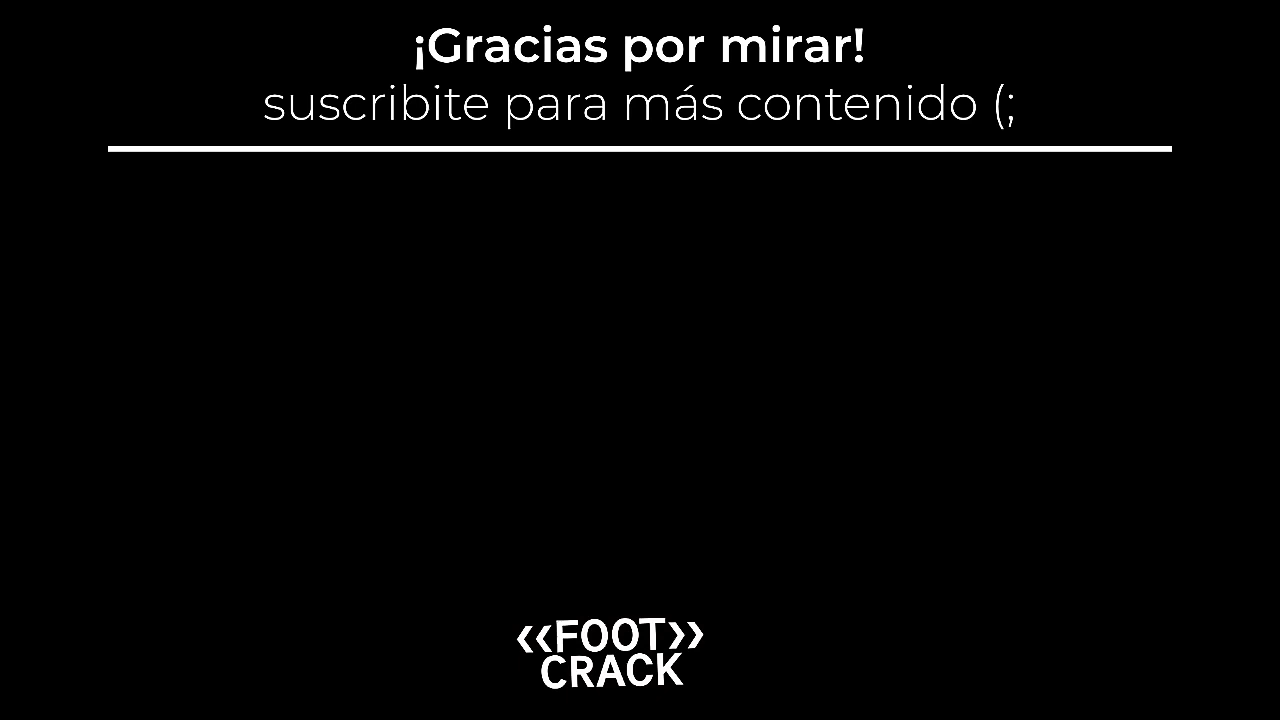 ¡Gracias por mirar!
suscribite para más contenido (;
‹‹FOOT››
CRACK